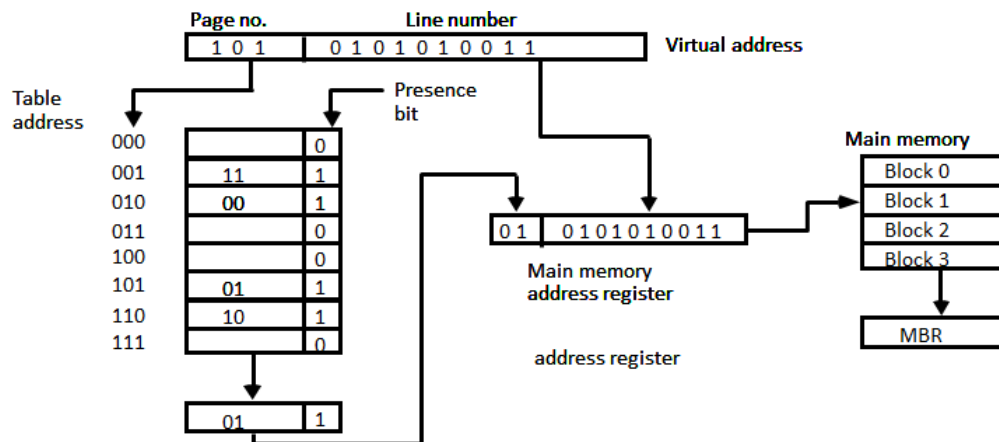 Page no. Line number
1 0 1 0 1 0 1 0 1 0 0 1 1 Virtual address
Table address
Presence bit
000 0
001 11 1
010 00 1
011 0
100 0
101 01 1
110 10 1
111 0
01 1
0 1 0 1 0 1 0 1 0 0 1 1
Main memory address register
address register
Main memory
Block 0
Block 1
Block 2
Block 3
MBR